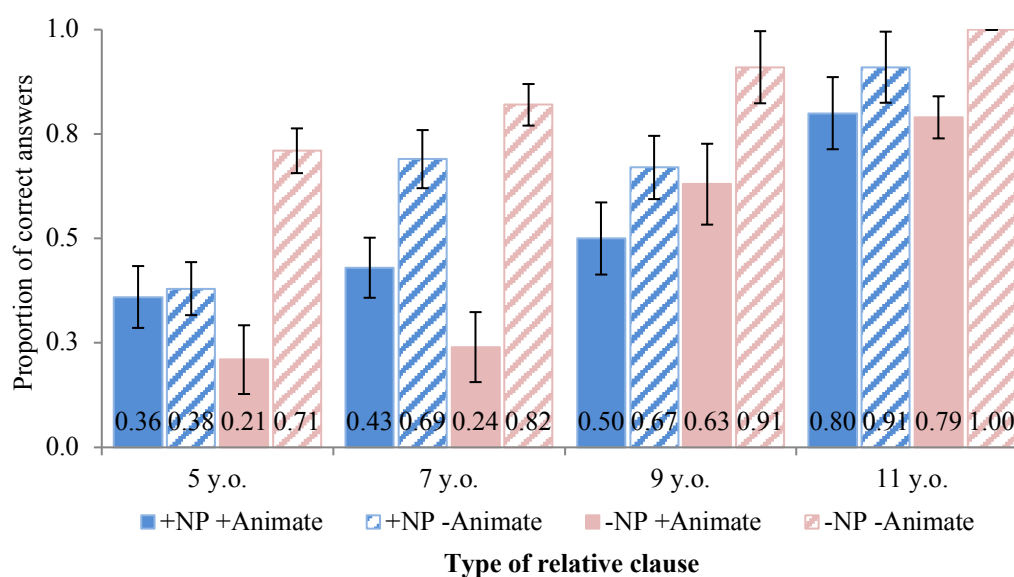 Proportion of correct answers
1.0
0.8
0.5
0.3
0.0
0.36 0.38 0.21 0.71 0.43 0.69 0.24 0.82 0.50 0.67 0.63 0.91 0.80 0.91 0.79 1.00
5 y.o. 7 y.o. 9 y.o. 11 y.o.
+NP +Animate +NP -Animate -NP +Animate -NP -Animate
Type of relative clause